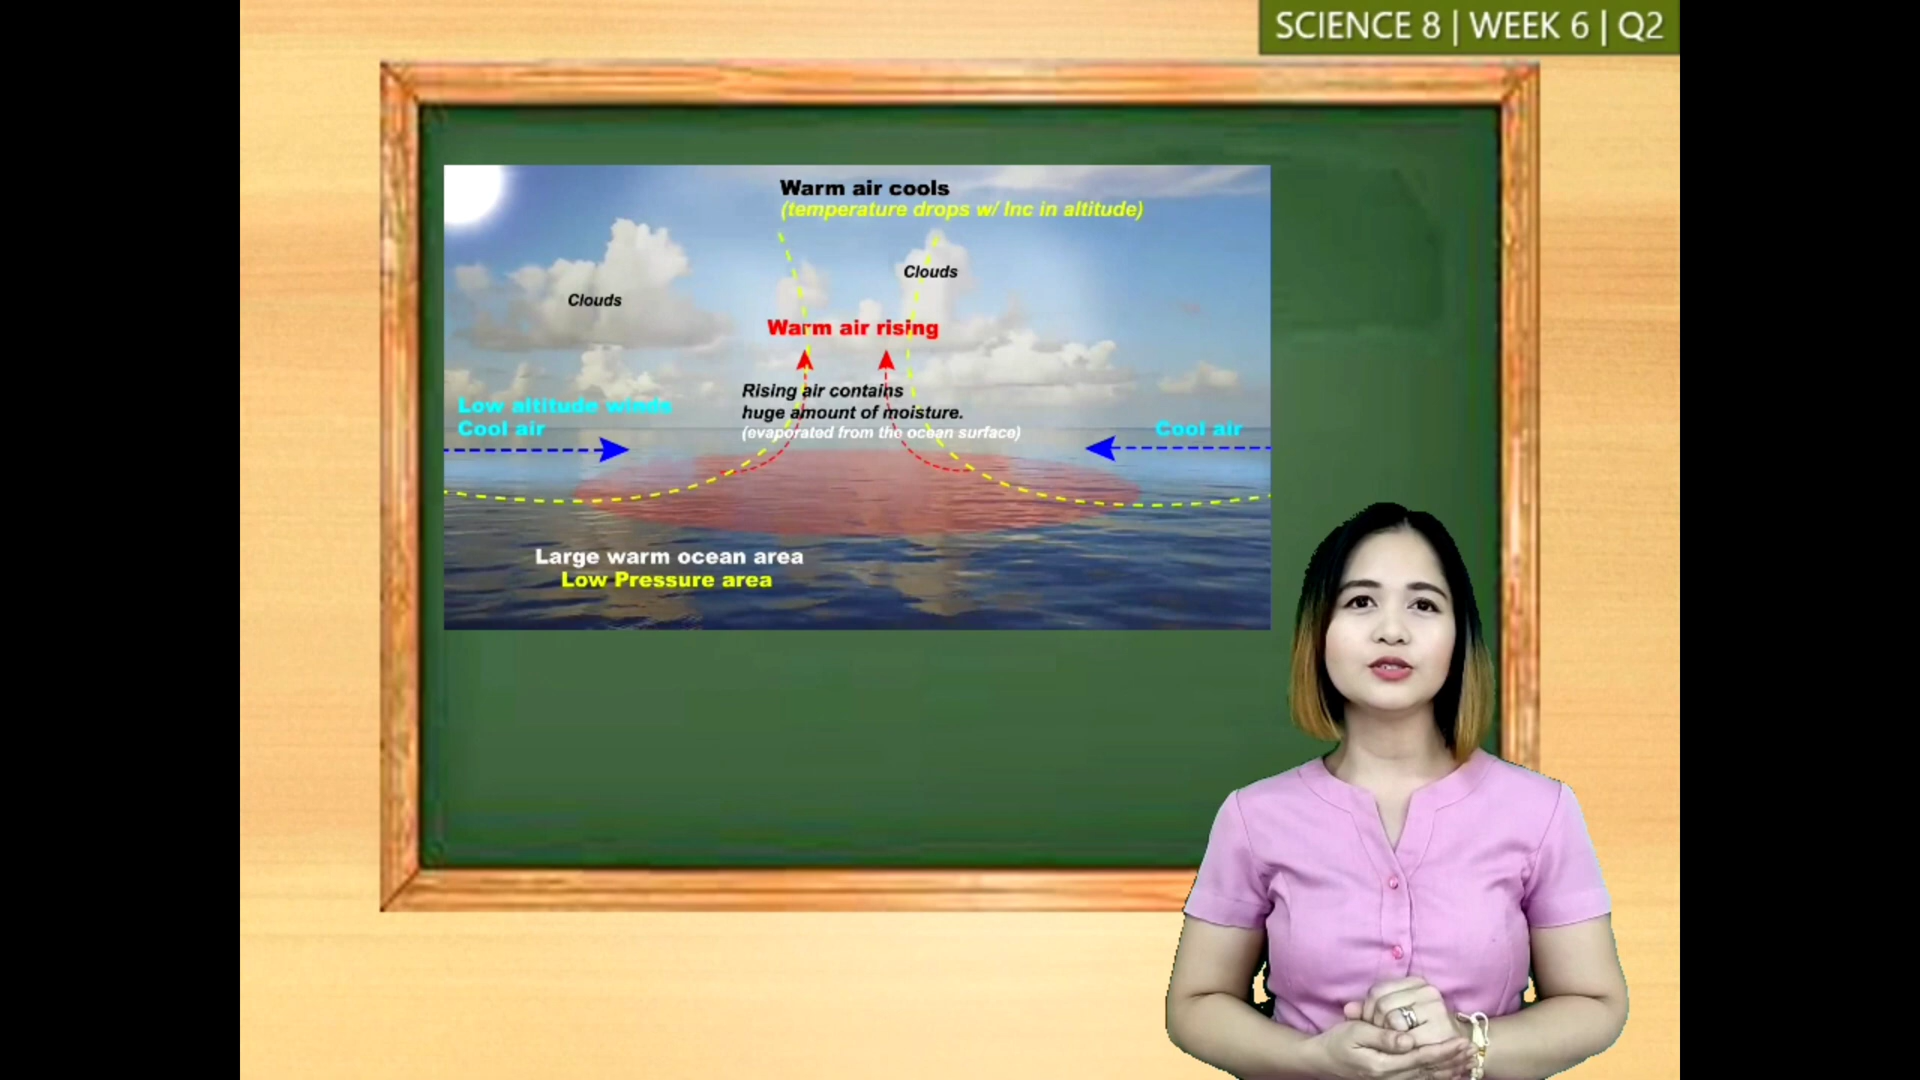 SCIENCE 8 | WEEK 6 | Q2
Warm air cools
(temperature drops w/ Inc in altitude)
Clouds
Clouds
Warm air rising
Rising air contains
huge amount of moisture.
(evaporated from the ocean surface)
Low altitude winds
Cool air
Cool air
Large warm ocean area
Low Pressure area